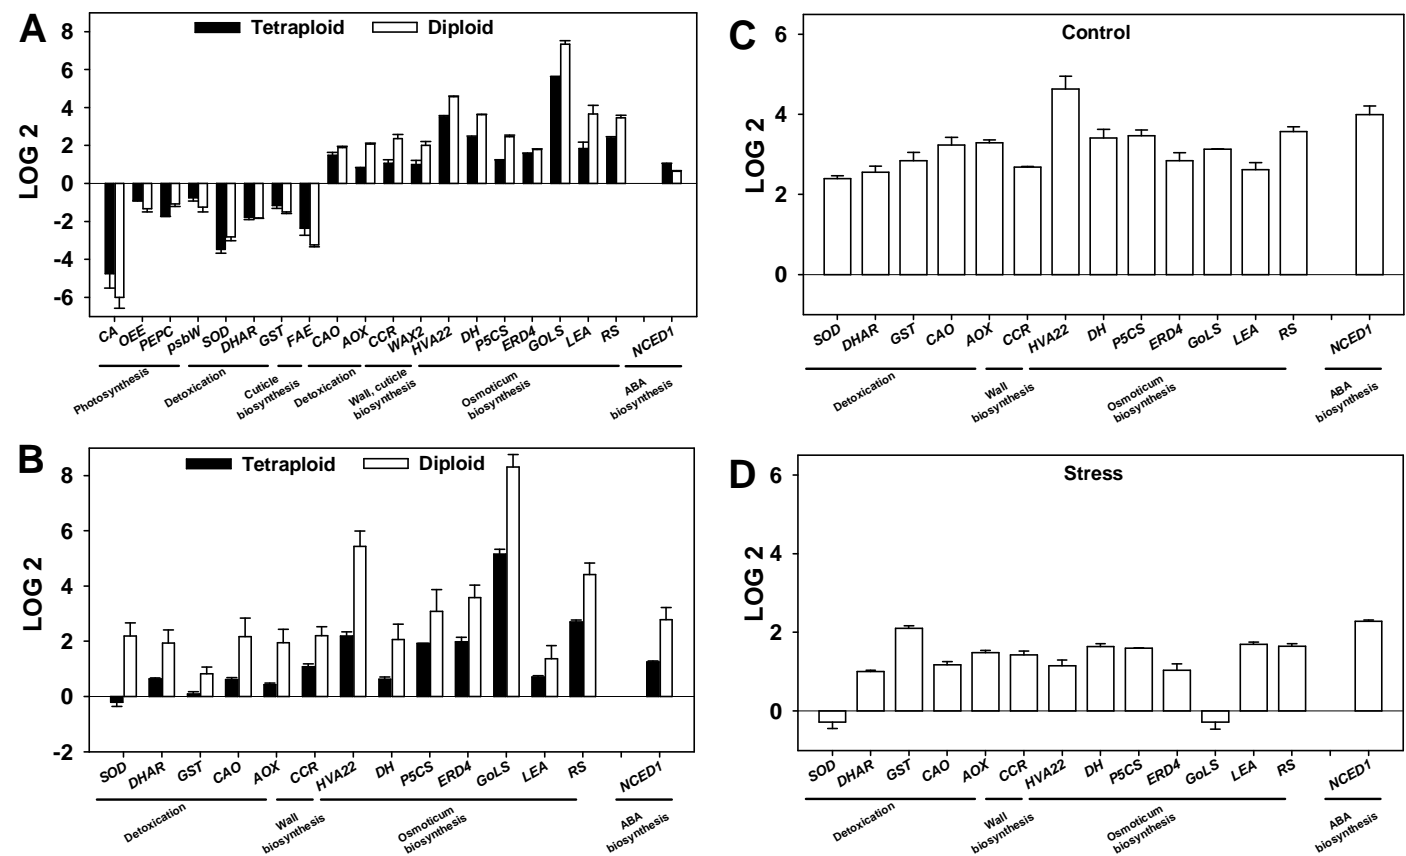 A
Tetraploid Diploid
LOG 2
8
6
4
2
0
-2
-4
-6
CA OEE PEPC psbW SOD DHAR GST FAE CAO AOX CCR WAX2 HVA22 DH P5CS ERD4 GOLS LEA RS NCED1
Photosynthesis
Detoxication
Cuticle
biosynthesis
Detoxication
Wall, cuticle
biosynthesis
Osmoticum
biosynthesis
ABA
biosynthesis
C
Control
LOG 2
6
4
2
0
SOD DHAR GST CAO AOX CCR HVA22 DH P5CS ERD4 GoLS LEA RS NCED1
Detoxication
Wall
biosynthesis
Osmoticum
biosynthesis
ABA
biosynthesis
B
Tetraploid Diploid
LOG 2
8
6
4
2
0
-2
SOD DHAR GST CAO AOX CCR HVA22 DH P5CS ERD4 GoLS LEA RS NCED1
Detoxication
Wall
biosynthesis
Osmoticum
biosynthesis
ABA
biosynthesis
D
Stress
LOG 2
6
4
2
0
SOD DHAR GST CAO AOX CCR HVA22 DH P5CS ERD4 GoLS LEA RS NCED1
Detoxication
Wall
biosynthesis
Osmoticum
biosynthesis
ABA
biosynthesis